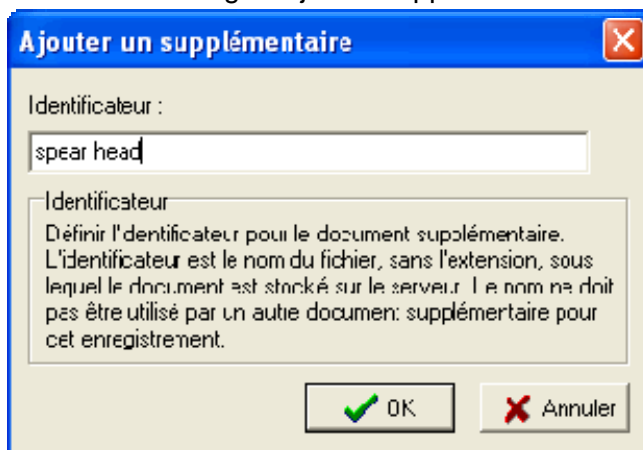 Ajouter un supplémentaire
Identificateur :
spear head
Identificateur
Définir l'identificateur pour le document supplémentaire.
L'identificateur est le nom du fichier, sans l'extension, sous
lequel le document est stocké sur le serveur. Le nom ne doit
pas être utilisé par un autre document supplémentaire pour
cet enregistrement.
OK
Annuler